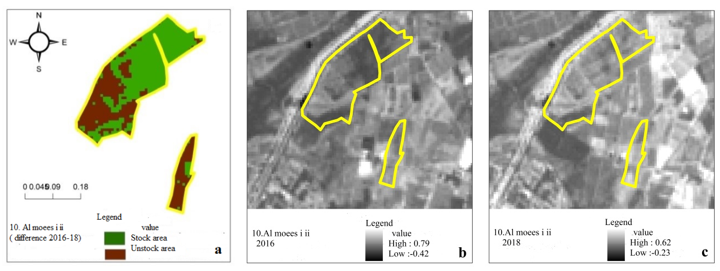 N
W E
S
0 0.045 0.09 0.18
10. Al moees i ii
( difference 2016-18)
Legend
value
Stock area
Unstock area
a
10.Al moees i ii
2016
Legend
value
High : 0.79
Low :-0.42
b
10.Al moees i ii
2018
Legend
value
High : 0.62
Low :-0.23
c